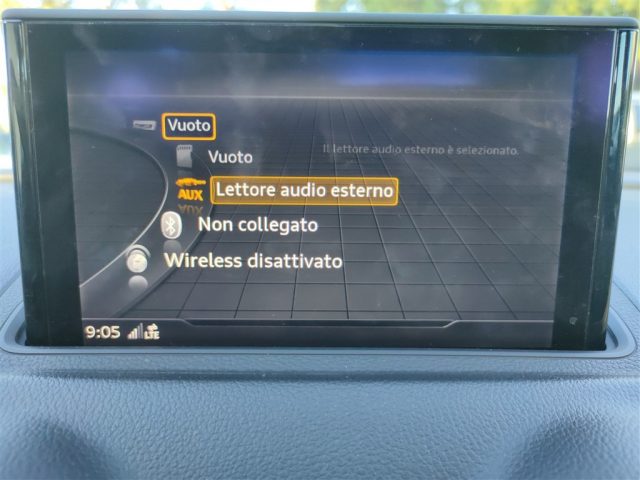 Vuoto
Vuoto
Il lettore audio esterno è selezionato.
AUX
Lettore audio esterno
Non collegato
Wireless disattivato
9:05 LTE